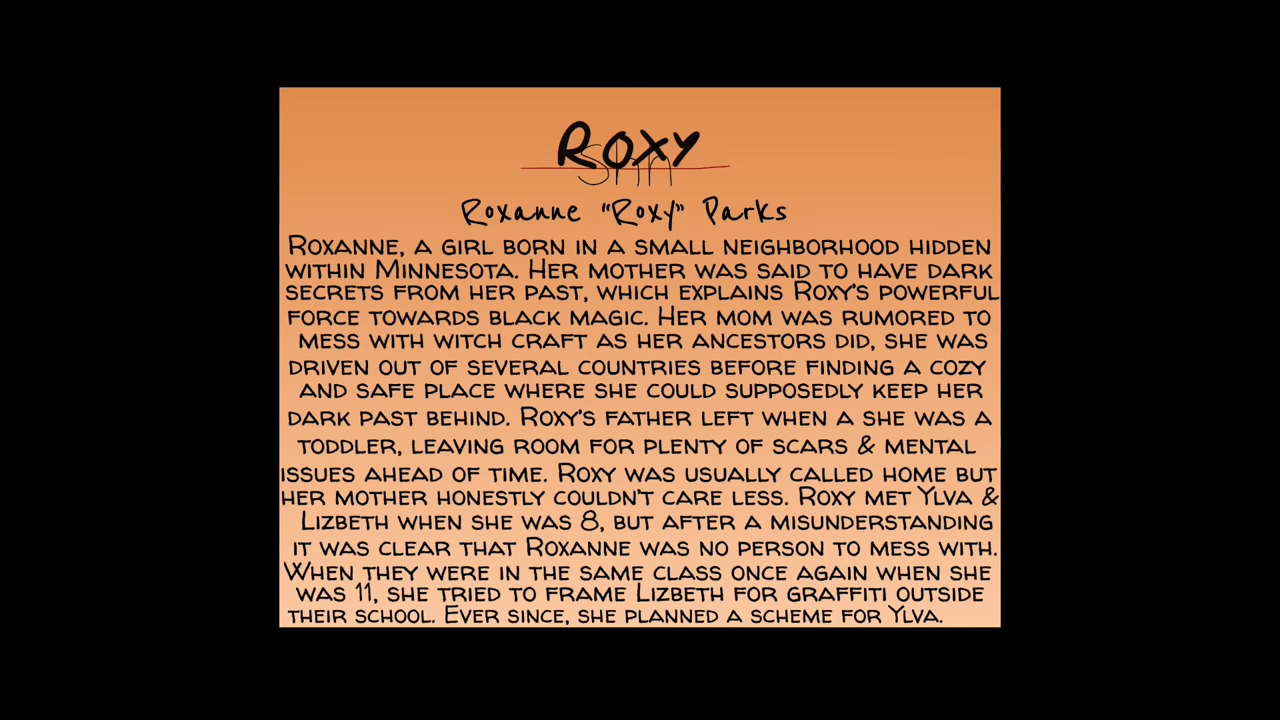 Roxy
Roxanne "Roxy" Parks
Roxanne, a girl born in a small neighborhood hidden
within Minnesota. Her mother was said to have dark
secrets from her past, which explains Roxy's powerful
force towards black magic. Her mom was rumored to
mess with witch craft as her ancestors did, she was
driven out of several countries before finding a cozy
and safe place where she could supposedly keep her
dark past behind. Roxy's father left when a she was a
toddler, leaving room for plenty of scars & mental
issues ahead of time. Roxy was usually called home but
her mother honestly couldn't care less. Roxy met Ylva &
Lizbeth when she was 8, but after a misunderstanding
it was clear that Roxanne was no person to mess with.
When they were in the same class once again when she
was 11, she tried to frame Lizbeth for graffiti outside
their school. Ever since, she planned a scheme for Ylva.